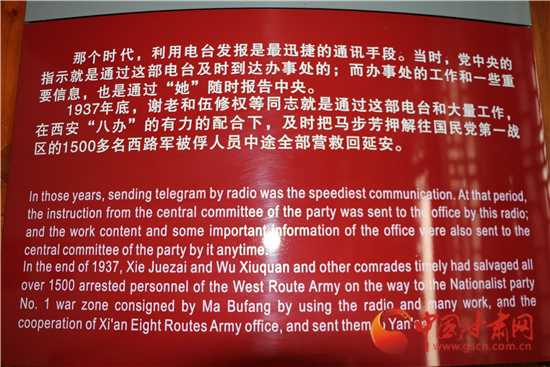 那个时代，利用电台发报是最迅捷的通讯手段。当时，党中央的
指示就是通过这部电台及时到达办事处的；而办事处的工作和一些重
要信息，也是通过“她”随时报告中央。
1937年底，谢老和伍修权等同志就是通过这部电台和大量工作，
在西安“八办”的有力的配合下，及时把马步芳押解往国民党第一战
区的1500多名西路军被俘人员中途全部营救回延安。
In those years, sending telegram by radio was the speediest communication. At that period,
the instruction from the central committee of the party was sent to the office by this radio;
and the work content and some important information of the office were also sent to the
central committee of the party by it anytime.
In the end of 1937, Xie Juezai and Wu Xiuquan and other comrades timely had salvaged all
over 1500 arrested personnel of the West Route Army on the way to the Nationalist party
No. 1 war zone consigned by Ma Bufang by using the radio and many work, and the
cooperation of Xi'an Eight Routes Army office, and sent them
中国甘肃网
www.gscn.com.cn